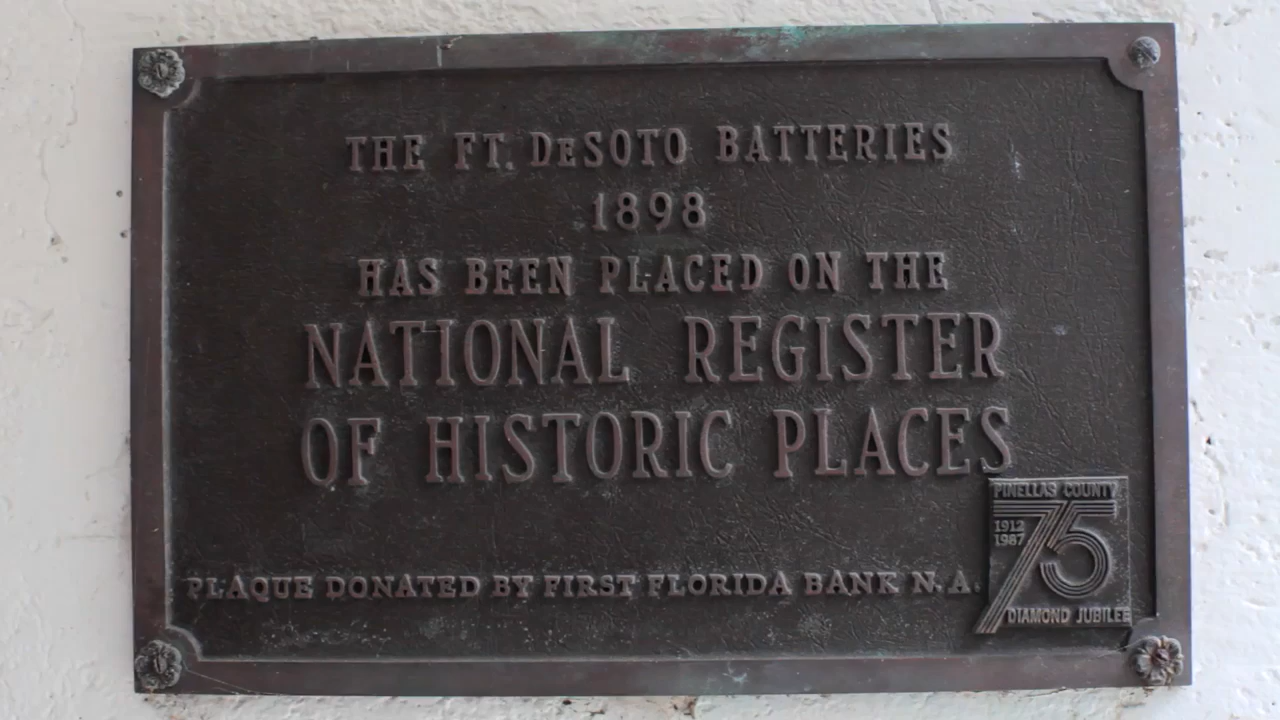 THE FT. DeSOTO BATTERIES
1898
HAS BEEN PLACED ON THE
NATIONAL REGISTER
OF HISTORIC PLACES
PLAQUE DONATED BY FIRST FLORIDA BANK N.A.
PINELLAS COUNTY
75
1912
1987
DIAMOND JUBILEE